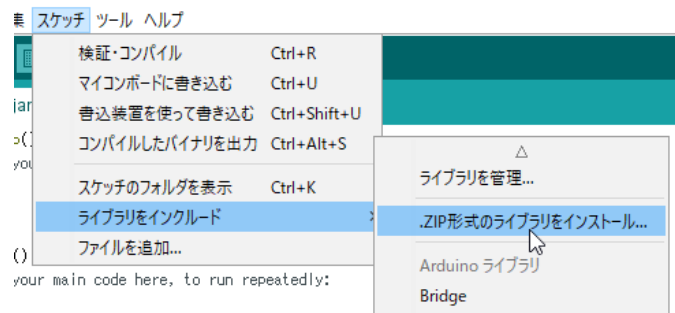 集 スケッチ ツール ヘルプ
検証・コンパイル Ctrl+R
マイコンボードに書き込む Ctrl+U
書込装置を使って書き込む Ctrl+Shift+U
コンパイルしたバイナリを出力 Ctrl+Alt+S
スケッチのフォルダを表示 Ctrl+K
ライブラリをインクルード
ファイルを追加...
ライブラリを管理...
.ZIP形式のライブラリをインストール...
Arduino ライブラリ
Bridge
jar
()
you
()
your main code here, to run repeatedly: